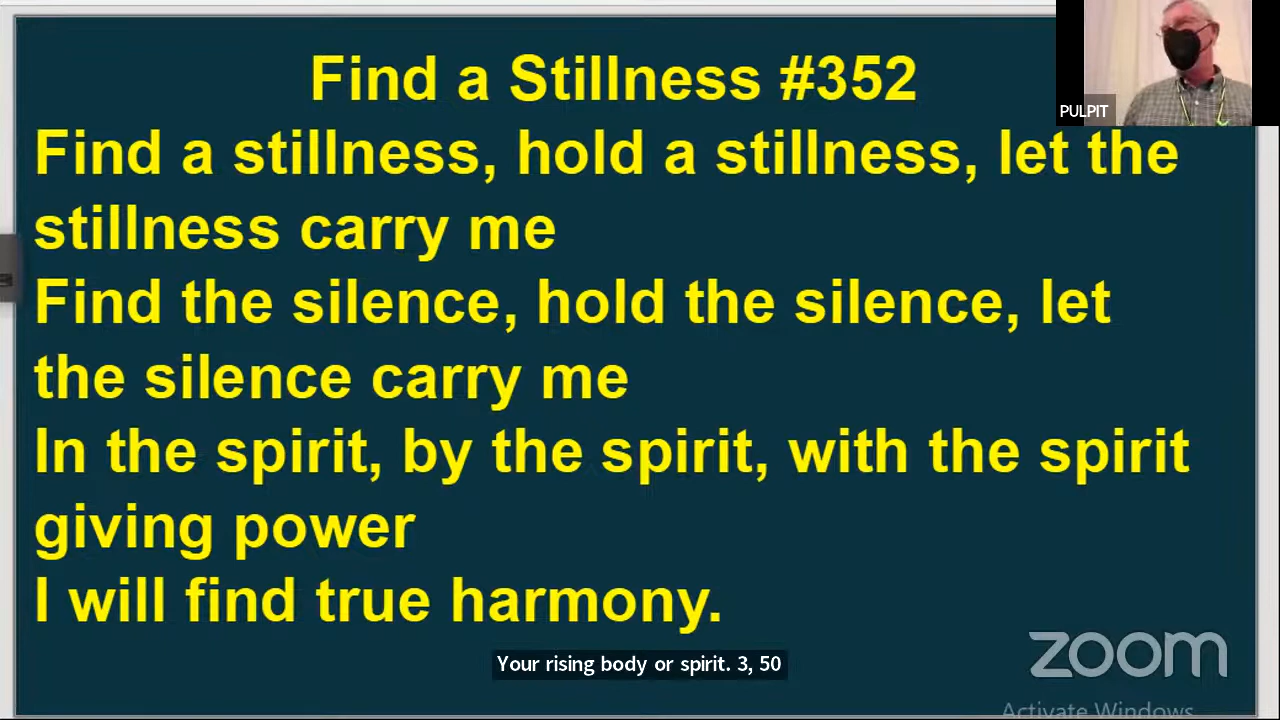 Find a Stillness #352
PULPIT
Find a stillness, hold a stillness, let the
stillness carry me
Find the silence, hold the silence, let
the silence carry me
In the spirit, by the spirit, with the spirit
giving power
I will find true harmony.
Your rising body or spirit. 3, 50
zoom
Activate Windows